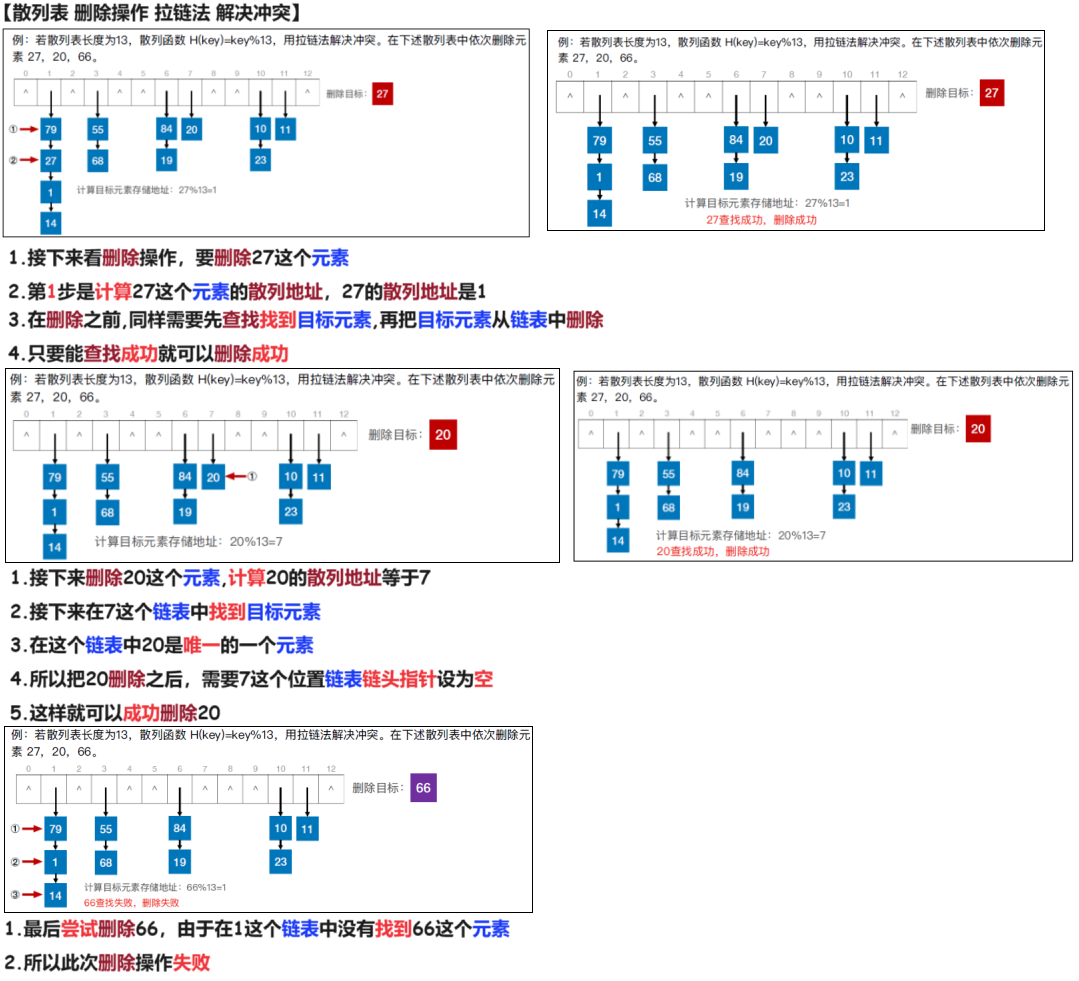 【散列表 删除操作 拉链法 解决冲突】
例：若散列表长度为13，散列函数 H(key)=key%13，用拉链法解决冲突。在下述散列表中依次删除元
素 27，20，66。
0 1 2 3 4 5 6 7 8 9 10 11 12
^ ^ ^ ^ ^ ^ ^ ^
删除目标： 27
① 79 55 84 20 10 11
② 27 68 19 23
1 计算目标元素存储地址：27%13=1
14
例：若散列表长度为13，散列函数 H(key)=key%13，用拉链法解决冲突。在下述散列表中依次删除元
素 27，20，66。
0 1 2 3 4 5 6 7 8 9 10 11 12
^ ^ ^ ^ ^ ^ ^
删除目标： 27
79 55 84 20 10 11
1 68 19 23
14 计算目标元素存储地址：27%13=1
27查找成功，删除成功
1.接下来看删除操作，要删除27这个元素
2.第1步是计算27这个元素的散列地址，27的散列地址是1
3.在删除之前,同样需要先查找找到目标元素,再把目标元素从链表中删除
4.只要能查找成功就可以删除成功
例：若散列表长度为13，散列函数 H(key)=key%13，用拉链法解决冲突。在下述散列表中依次删除元
素 27，20，66。
0 1 2 3 4 5 6 7 8 9 10 11 12
^ ^ ^ ^ ^ ^ ^
删除目标： 20
79 55 84 20 ① 10 11
1 68 19 23
14 计算目标元素存储地址：20%13=7
例：若散列表长度为13，散列函数 H(key)=key%13，用拉链法解决冲突。在下述散列表中依次删除元
素 27，20，66。
0 1 2 3 4 5 6 7 8 9 10 11 12
^ ^ ^ ^ ^ ^ ^ ^
删除目标： 20
79 55 84 10 11
1 68 19 23
14 计算目标元素存储地址：20%13=7
20查找成功，删除成功
1.接下来删除20这个元素,计算20的散列地址等于7
2.接下来在7这个链表中找到目标元素
3.在这个链表中20是唯一的一个元素
4.所以把20删除之后，需要7这个位置链表链头指针设为空
5.这样就可以成功删除20
例：若散列表长度为13，散列函数 H(key)=key%13，用拉链法解决冲突。在下述散列表中依次删除元
素 27，20，66。
0 1 2 3 4 5 6 7 8 9 10 11 12
^ ^ ^ ^ ^ ^ ^ ^
删除目标： 66
① 79 55 84 10 11
② 1 68 19 23
③ 14 计算目标元素存储地址：66%13=1
66查找失败，删除失败
1.最后尝试删除66，由于在1这个链表中没有找到66这个元素
2.所以此次删除操作失败